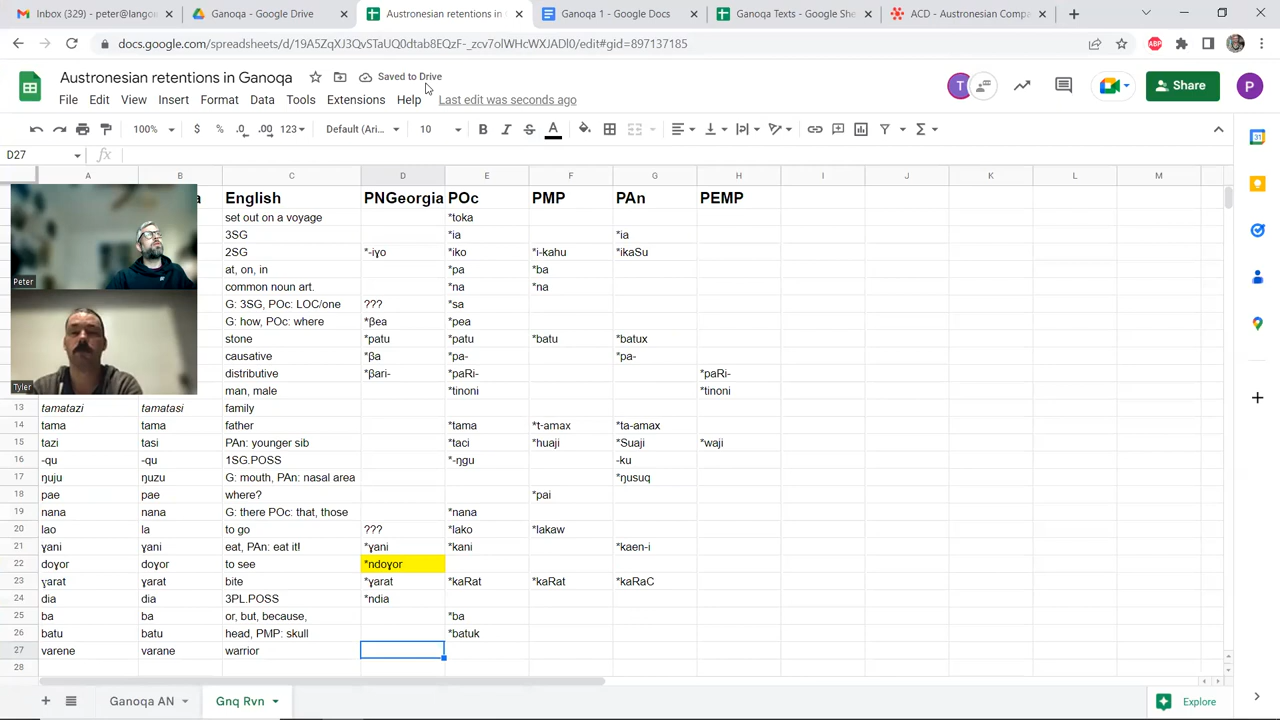 Inbox (329) - peter@lango
Ganoqa - Google Drive
Austronesian retentions in
Ganoqa 1 - Google Docs
Ganoqa Texts - Google She
ACD - Austronesian Compa
Austronesian retentions in Ganoqa
Saved to Drive
File Edit View Insert Format Data Tools Extensions Help Last edit was seconds ago
T Share P
100% $ % .0 .00 123 Default (Ari... 10 B I S A Σ
D27 fx
A B C D E F G H I J K L M
English PNGeorgia POc PMP PAn PEMP
set out on a voyage *toka
3SG *ia *ia
2SG *-iɣo *iko *i-kahu *ikaSu
at, on, in *pa *ba
common noun art. *na *na
G: 3SG, POc: LOC/one ??? *sa
G: how, POc: where *βea *pea
stone *patu *patu *batu *batux
causative *βa *pa- *pa-
distributive *βari- *paRi- *paRi-
man, male *tinoni *tinoni
13 tamatazi tamatasi family
14 tama tama father *tama *t-amax *ta-amax
15 tazi tasi PAn: younger sib *taci *huaji *Suaji *waji
16 -qu -qu 1SG.POSS *-ŋgu -ku
17 ŋuju ŋuzu G: mouth, PAn: nasal area *ŋusuq
18 pae pae where? *pai
19 nana nana G: there POc: that, those *nana
20 lao la to go ??? *lako *lakaw
21 ɣani ɣani eat, PAn: eat it! *ɣani *kani *kaen-i
22 doɣor doɣor to see *ndoɣor
23 ɣarat ɣarat bite *ɣarat *kaRat *kaRat *kaRaC
24 dia dia 3PL.POSS *ndia
25 ba ba or, but, because, *ba
26 batu batu head, PMP: skull *batuk
27 varene varane warrior
28
Peter
Tyler
Ganoqa AN Gnq Rvn Explore